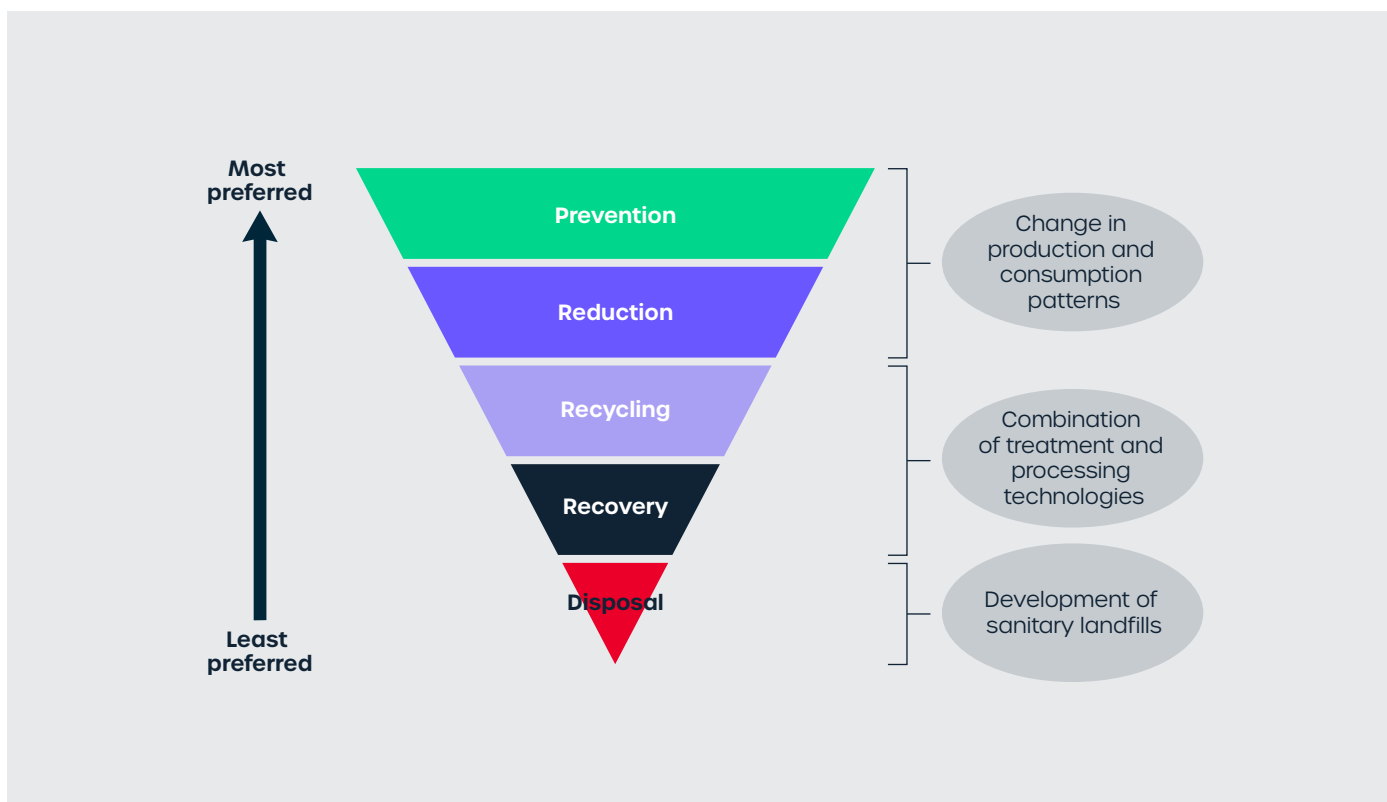 Most
preferred
Prevention
Change in
production and
consumption
patterns
Reduction
Recycling
Combination
of treatment and
processing
technologies
Recovery
Disposal
Development of
sanitary landfills
Least
preferred